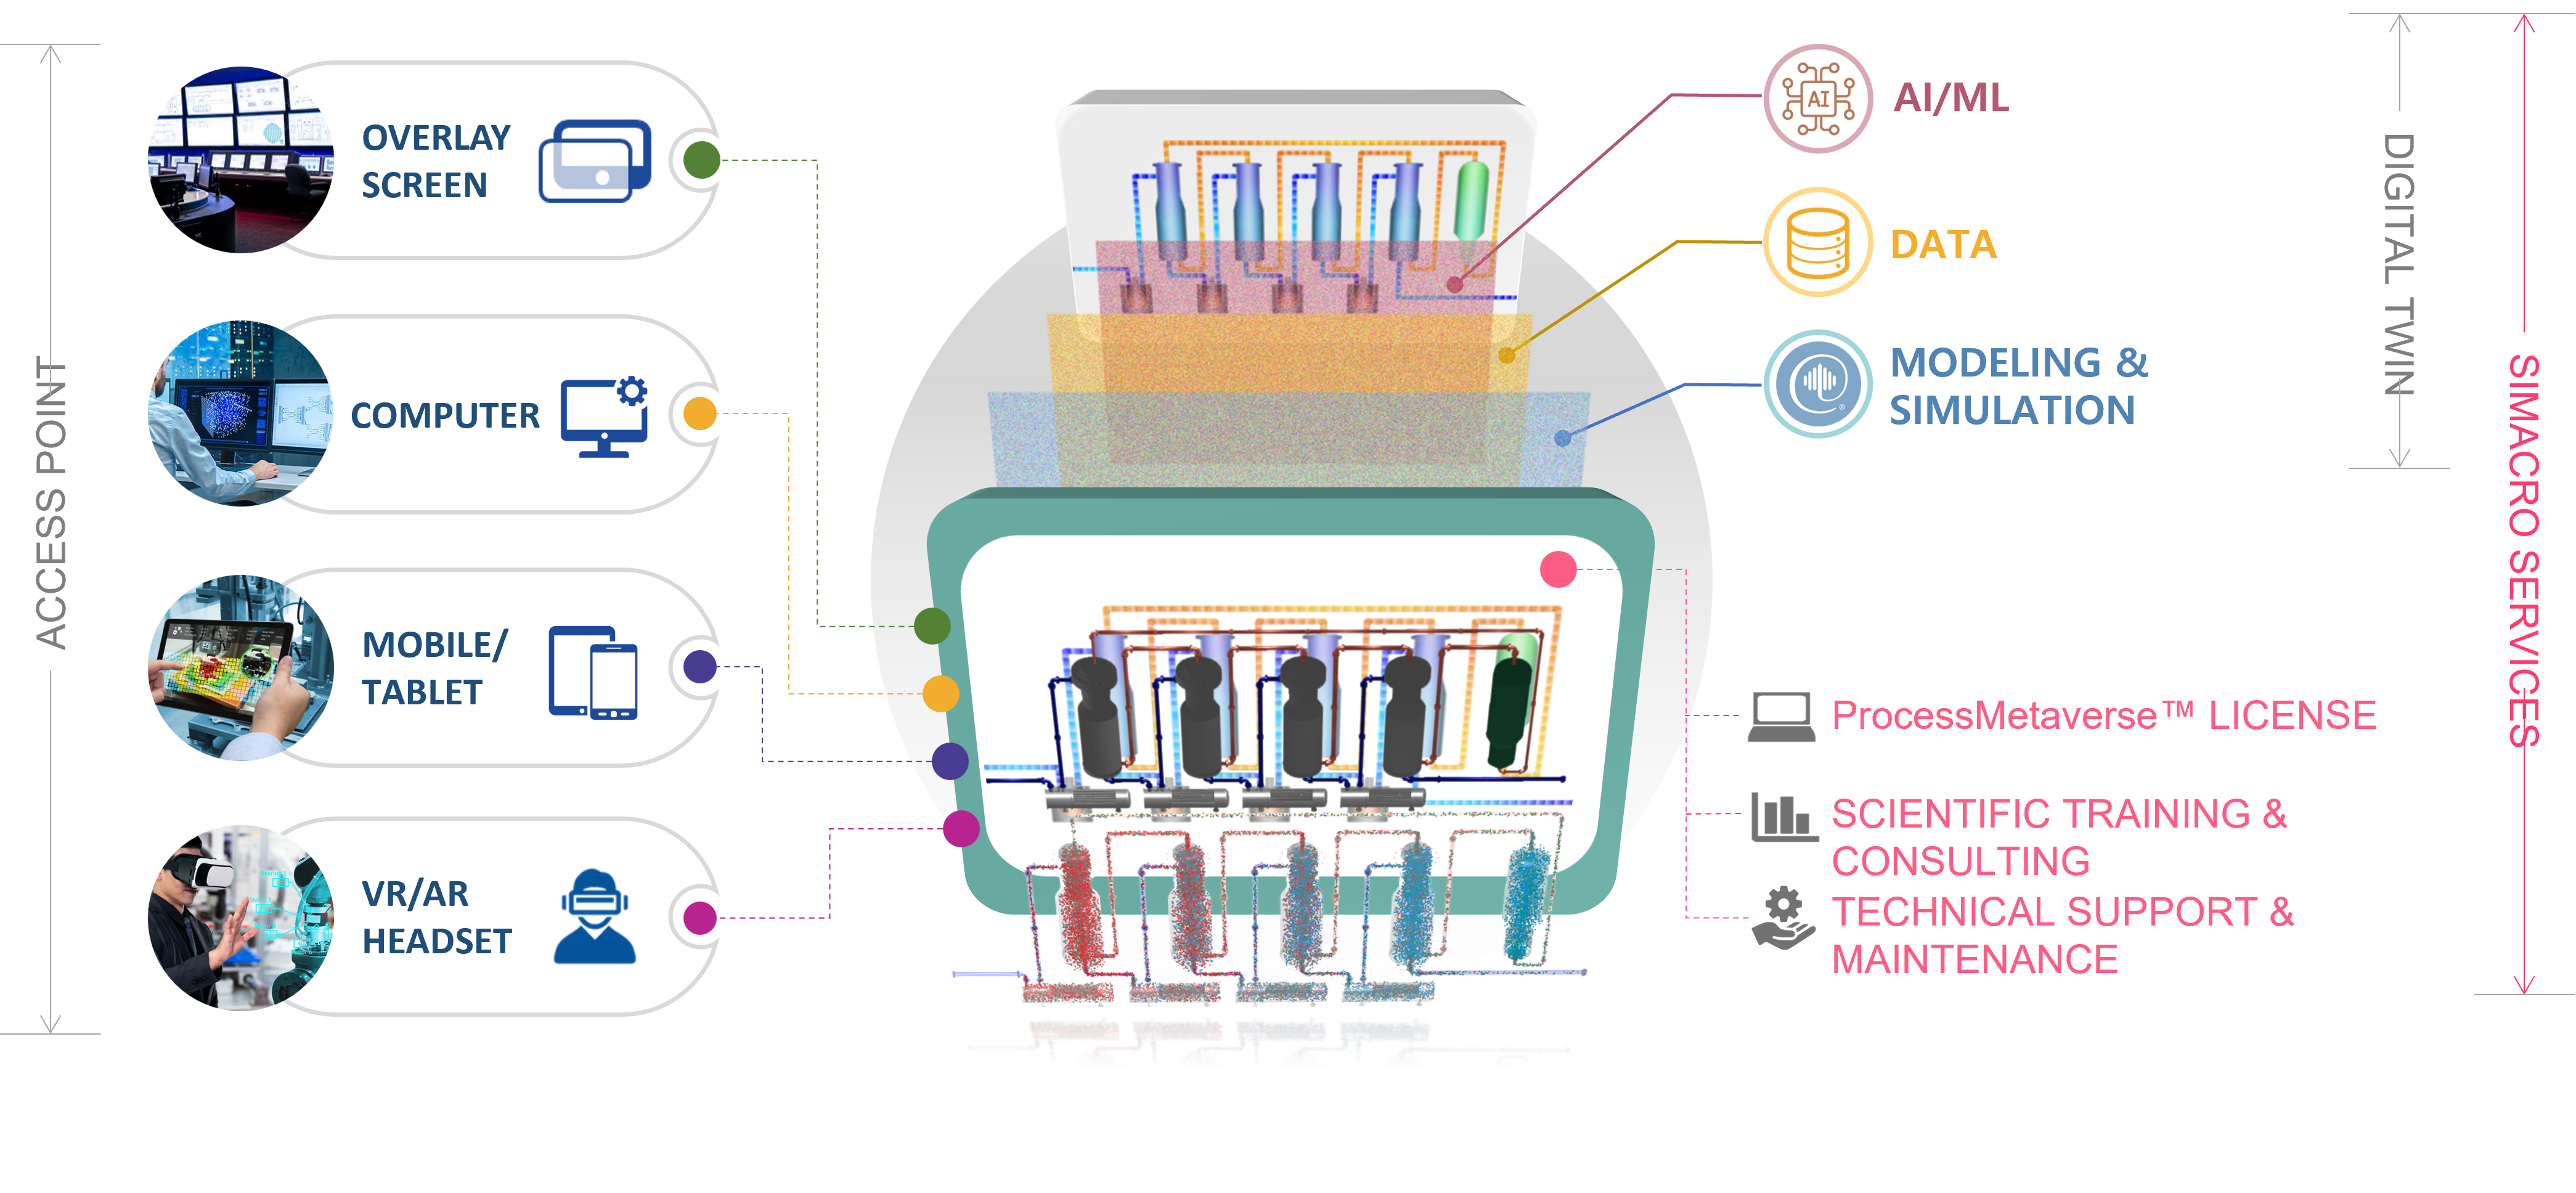 ACCESS POINT
OVERLAY
SCREEN
COMPUTER
MOBILE/
TABLET
VR/AR
HEADSET
AI
AI/ML
DATA
MODELING &
SIMULATION
®
DIGITAL TWIN
SIMACRO SERVICES
ProcessMetaverse™ LICENSE
SCIENTIFIC TRAINING &
CONSULTING
TECHNICAL SUPPORT &
MAINTENANCE